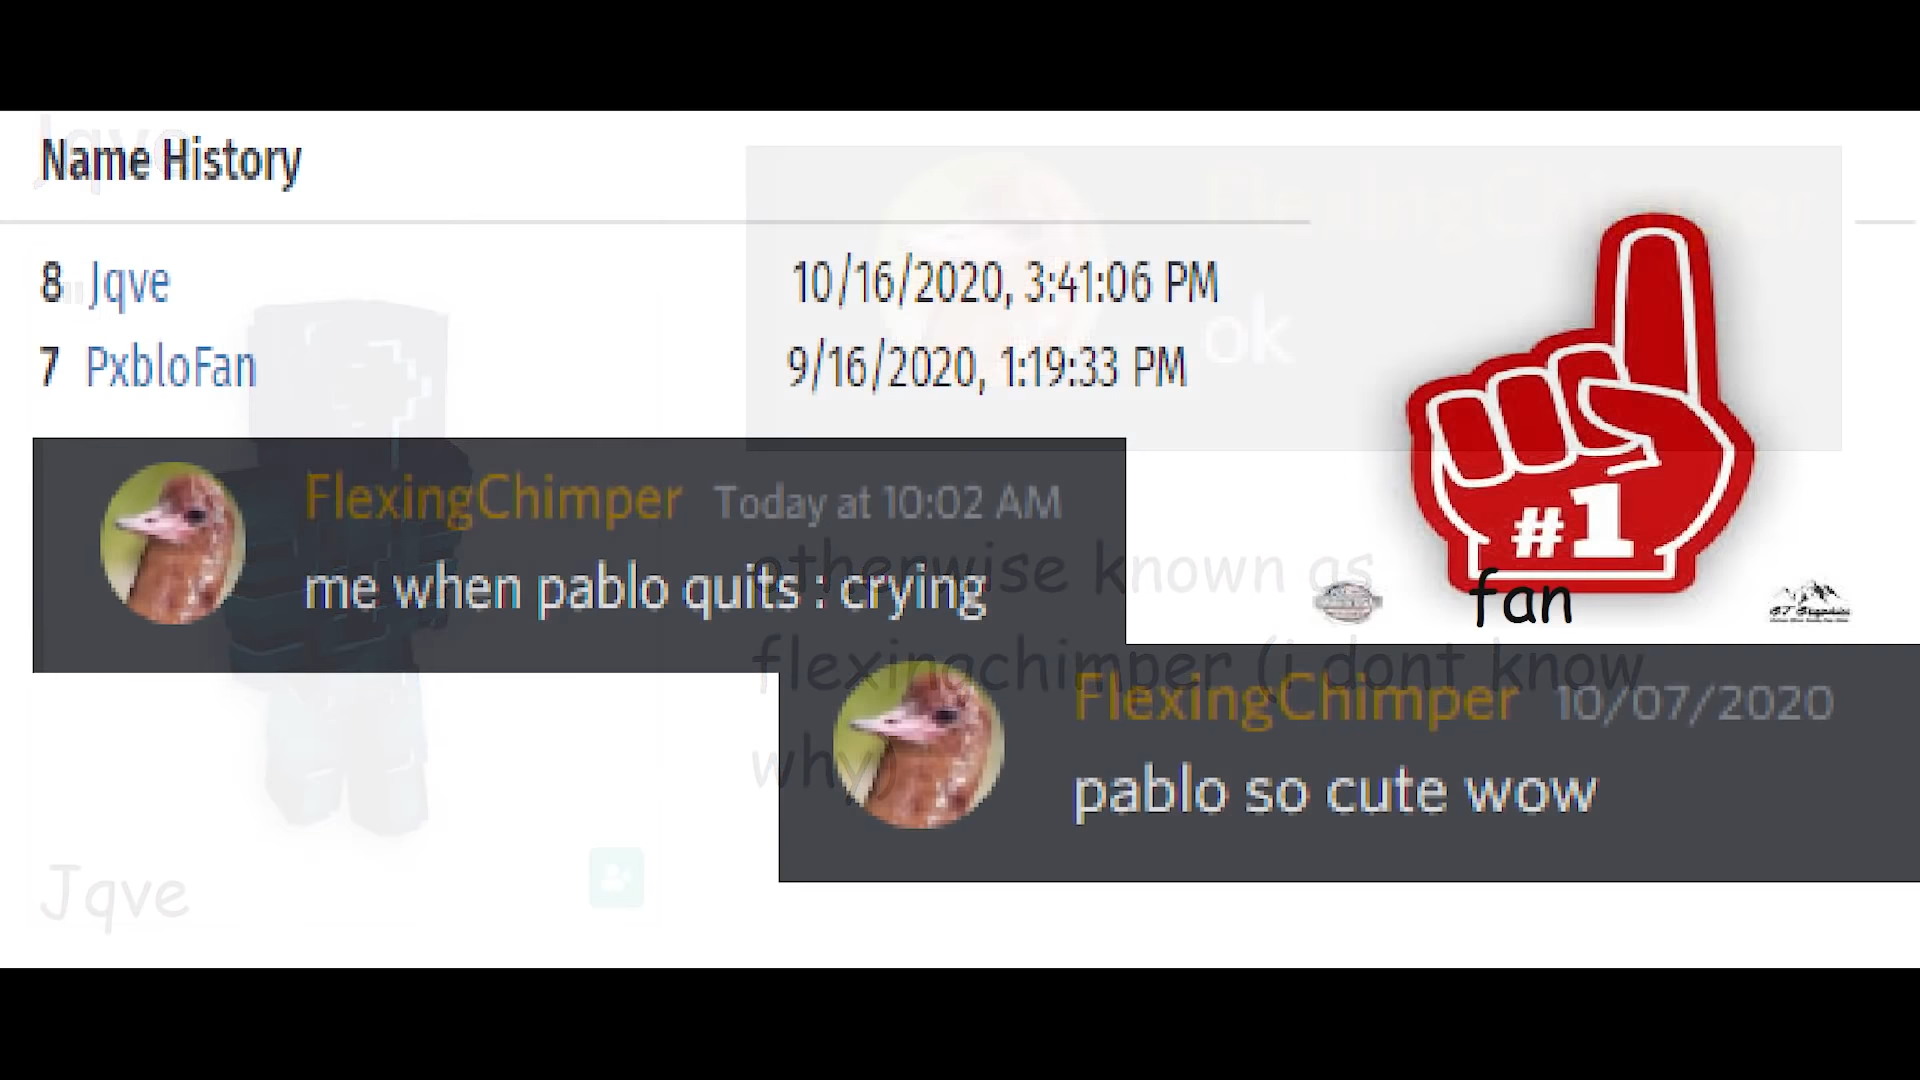 Jqve
Name History
8 Jqve 10/16/2020, 3:41:06 PM
7 PxbloFan 9/16/2020, 1:19:33 PM
ok
FlexingChimper Today at 10:02 AM
me when pablo quits : crying
#1
fan
otherwise known as
flexingchimper (i dont know
why)
FlexingChimper 10/07/2020
pablo so cute wow
Jqve